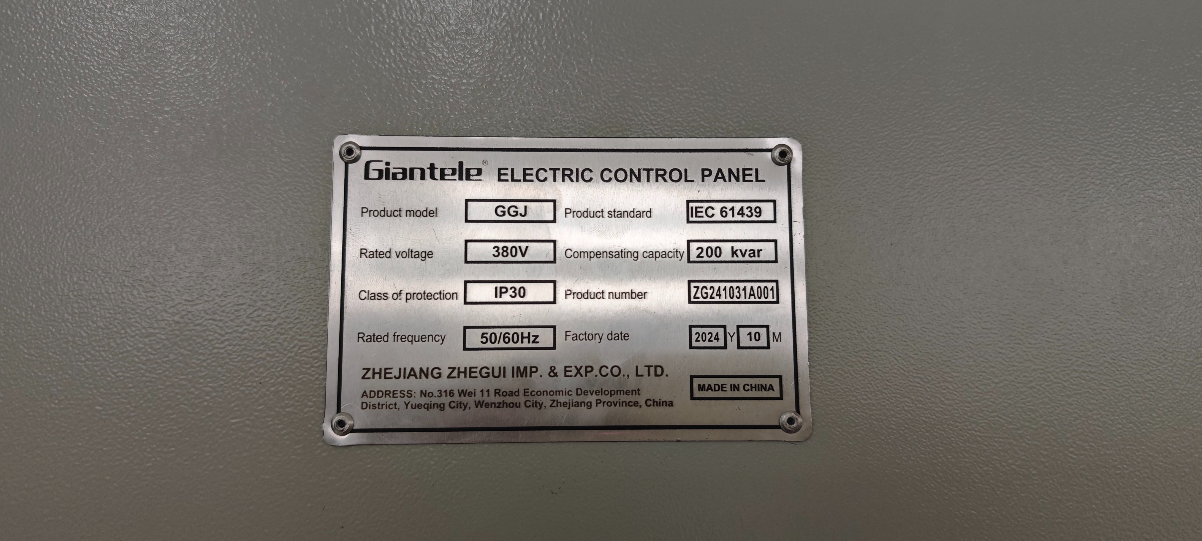 Giantele® ELECTRIC CONTROL PANEL
Product model GGJ Product standard IEC 61439
Rated voltage 380V Compensating capacity 200 kvar
Class of protection IP30 Product number ZG241031A001
Rated frequency 50/60Hz Factory date 2024 Y 10 M
ZHEJIANG ZHEGUI IMP. & EXP.CO., LTD.
ADDRESS: No.316 Wei 11 Road Economic Development
District, Yueqing City, Wenzhou City, Zhejiang Province, China
MADE IN CHINA